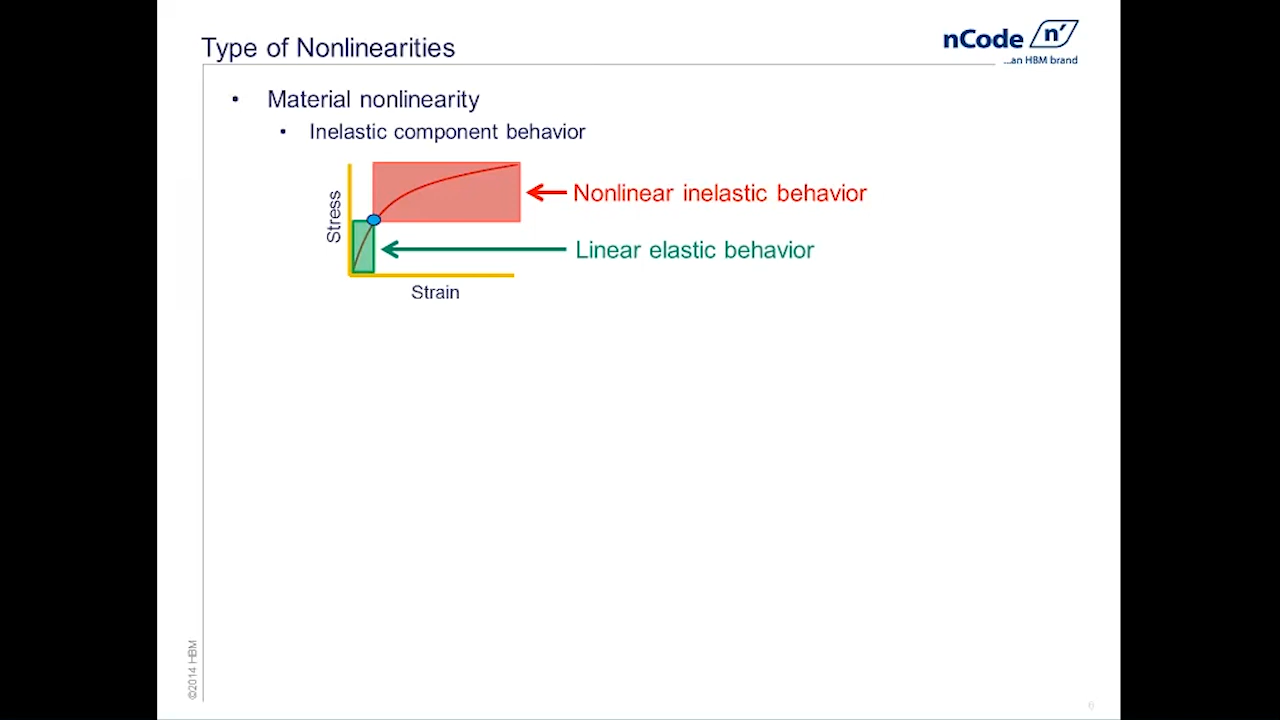 Type of Nonlinearities
nCode n'
...an HBM brand
• Material nonlinearity
• Inelastic component behavior
Stress
Nonlinear inelastic behavior
Linear elastic behavior
Strain
©2014 HBM
6